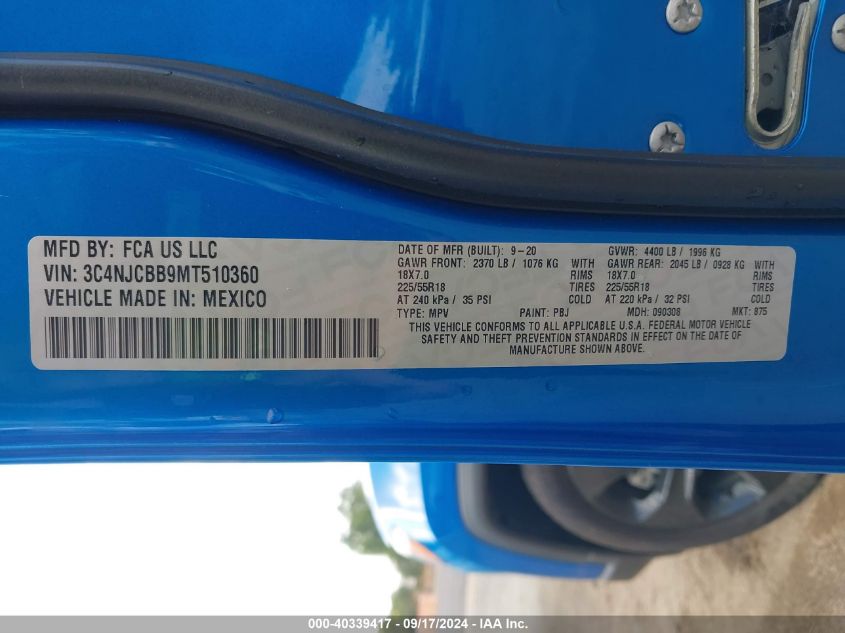 MFD BY: FCA US LLC
VIN: 3C4NJCBB9MT510360
VEHICLE MADE IN: MEXICO
DATE OF MFR (BUILT): 9-20 GVWR: 4400 LB / 1996 KG
GAWR FRONT: 2370 LB / 1076 KG WITH GAWR REAR: 2045 LB / 0928 KG WITH
18X7.0 RIMS 18X7.0 RIMS
225/55R18 TIRES 225/55R18 TIRES
AT 240 kPa / 35 PSI COLD AT 220 kPa / 32 PSI COLD
TYPE: MPV PAINT: PBJ MDH: 090308 MKT: 875
THIS VEHICLE CONFORMS TO ALL APPLICABLE U.S.A. FEDERAL MOTOR VEHICLE
SAFETY AND THEFT PREVENTION STANDARDS IN EFFECT ON THE DATE OF
MANUFACTURE SHOWN ABOVE.
000-40339417 - 09/17/2024 - IAA Inc.